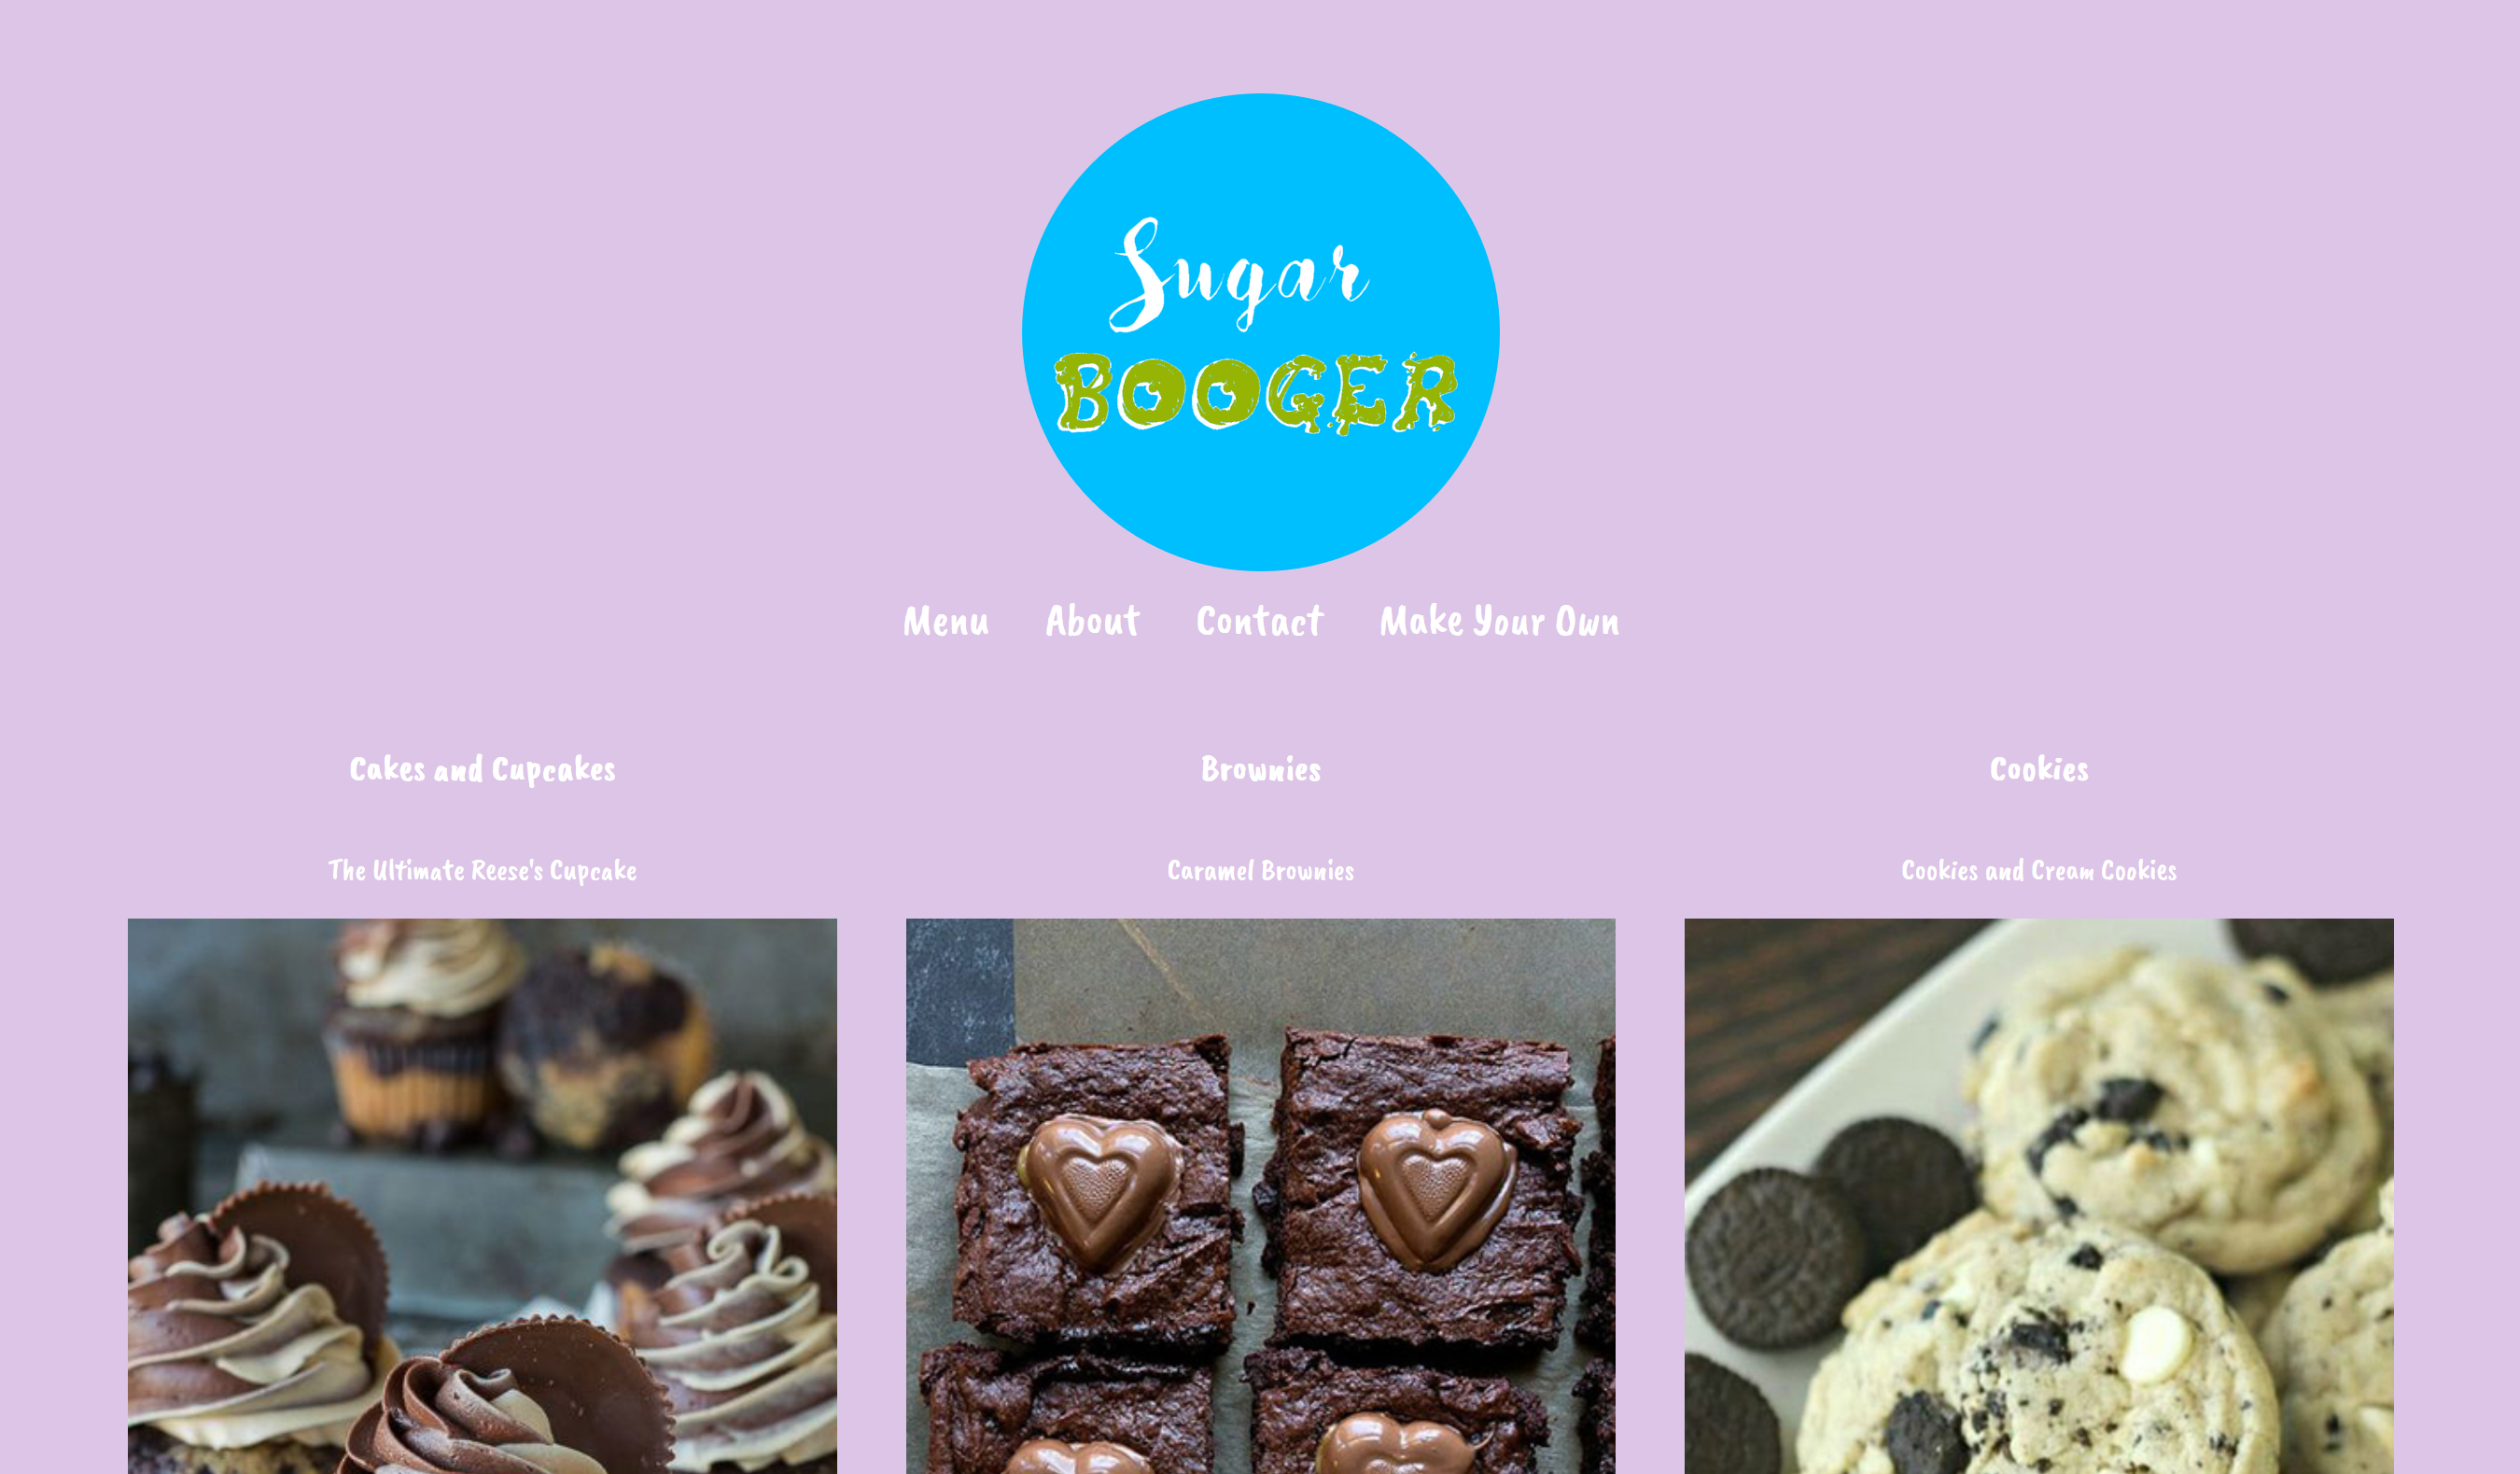 Sugar
BOOGER
Menu About Contact Make Your Own
Cakes and Cupcakes Brownies Cookies
The Ultimate Reese's Cupcake Caramel Brownies Cookies and Cream Cookies